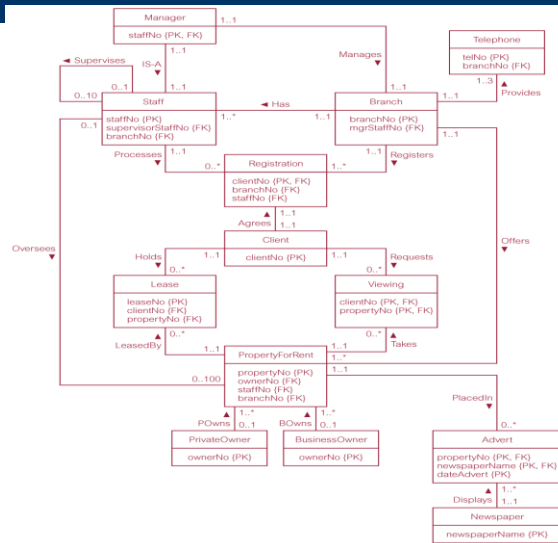 Manager
staffNo {PK, FK}
1..1
1..1
Telephone
telNo {PK}
branchNo {FK}
Supervises
IS-A
Manages
1..3
Provides
0..1
0..10
1..1
1..1
1..1
Staff
Has
Branch
0..1
staffNo {PK}
supervisorStaffNo {FK}
branchNo {FK}
1..*
1..1
branchNo {PK}
mgrStaffNo {FK}
1..1
Processes
1..1
1..1
Registers
0..*
Registration
1..*
clientNo {PK, FK}
branchNo {FK}
staffNo {FK}
1..1
Agrees
1..1
Oversees
Client
Offers
Holds
1..1
clientNo {PK}
1..1
Requests
0..*
0..*
Lease
Viewing
leaseNo {PK}
clientNo {FK}
propertyNo {FK}
clientNo {PK, FK}
propertyNo {PK, FK}
0..*
0..*
LeasedBy
1..1
1..1
Takes
PropertyForRent
1..*
1..1
0..100
propertyNo {PK}
ownerNo {FK}
staffNo {FK}
branchNo {FK}
PlacedIn
POwns
1..*
0..1
BOwns
1..*
0..1
0..*
PrivateOwner
BusinessOwner
Advert
ownerNo {PK}
ownerNo {PK}
propertyNo {PK, FK}
newspaperName {PK, FK}
dateAdvert {PK}
1..*
Displays
1..1
Newspaper
newspaperName {PK}